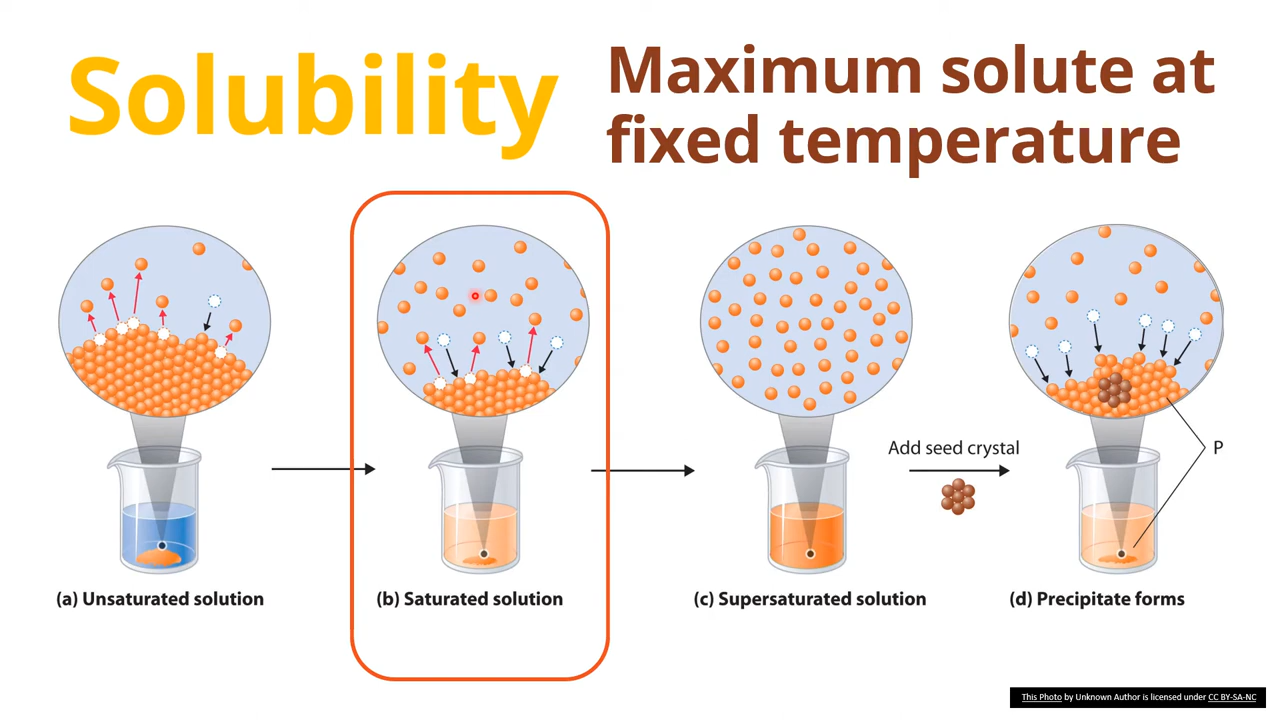 Solubility
Maximum solute at
fixed temperature
Add seed crystal
P
(a) Unsaturated solution
(b) Saturated solution
(c) Supersaturated solution
(d) Precipitate forms
This Photo by Unknown Author is licensed under CC BY-SA-NC